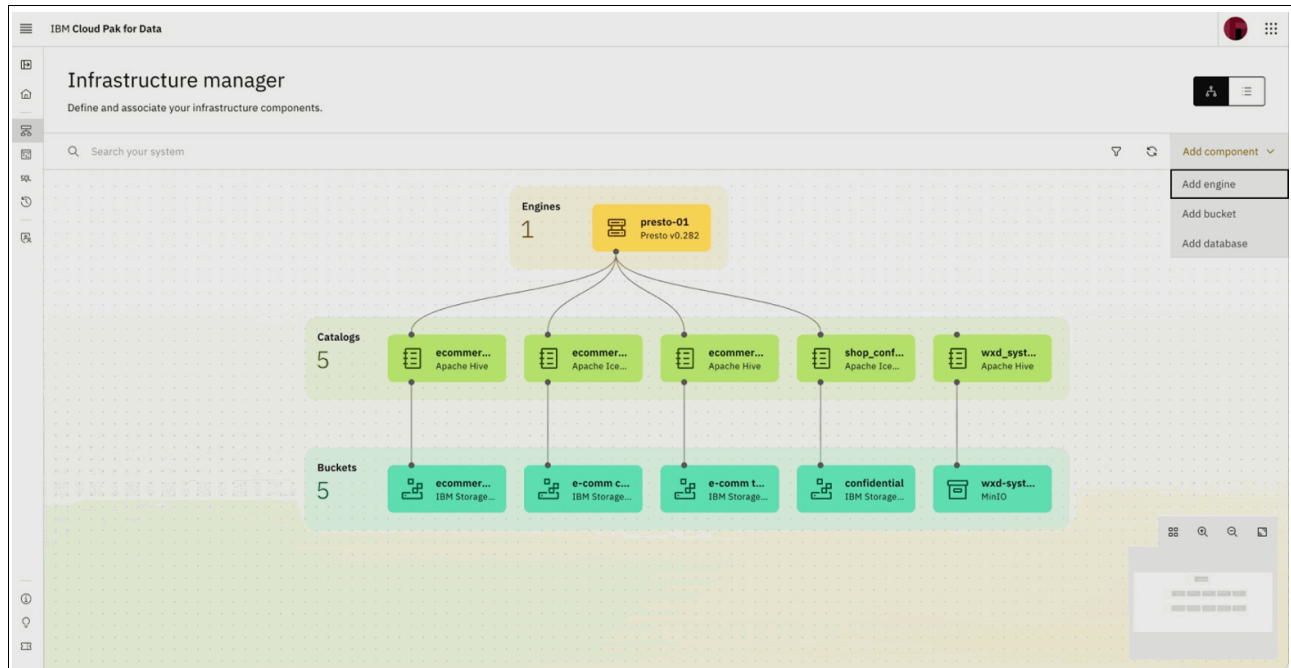 IBM Cloud Pak for Data
Infrastructure manager
Define and associate your infrastructure components.
Search your system
Add component
Add engine
Add bucket
Add database
SQL
Engines
1
presto-01
Presto v0.282
Catalogs
5
ecommer...
Apache Hive
ecommer...
Apache Ice...
ecommer...
Apache Hive
shop_conf...
Apache Ice...
wxd_syst...
Apache Hive
Buckets
5
ecommer...
IBM Storage...
e-comm c...
IBM Storage...
e-comm t...
IBM Storage...
confidential
IBM Storage...
wxd-syst...
MinIO